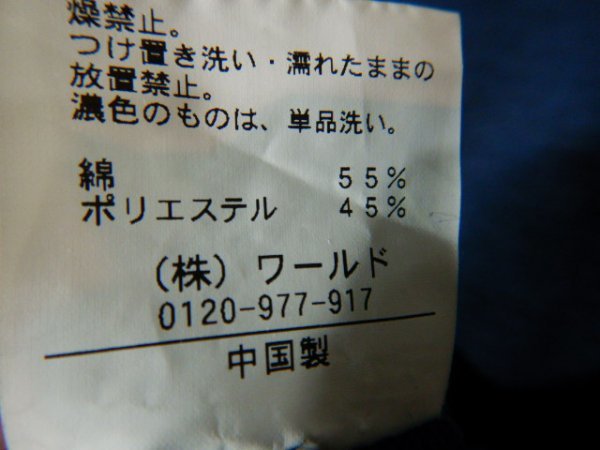 燥禁止。
つけ置き洗い・濡れたままの
放置禁止。
濃色のものは、単品洗い。
綿 55%
ポリエステル 45%
(株) ワールド
0120-977-917
中国製